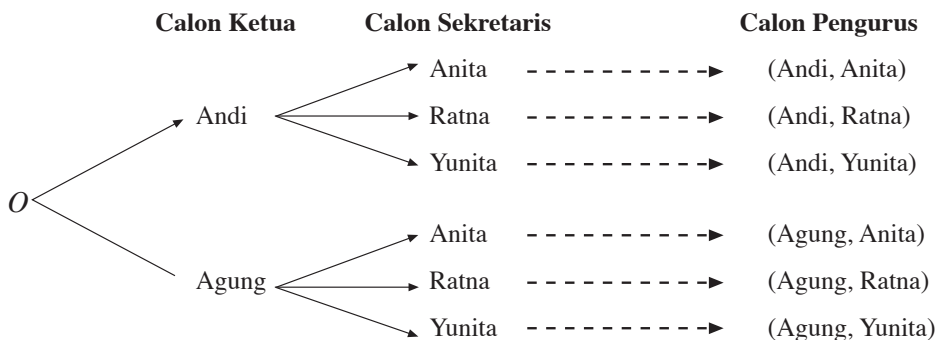 Calon Ketua Calon Sekretaris Calon Pengurus
Anita (Andi, Anita)
Andi Ratna (Andi, Ratna)
Yunita (Andi, Yunita)
O
Anita (Agung, Anita)
Agung Ratna (Agung, Ratna)
Yunita (Agung, Yunita)